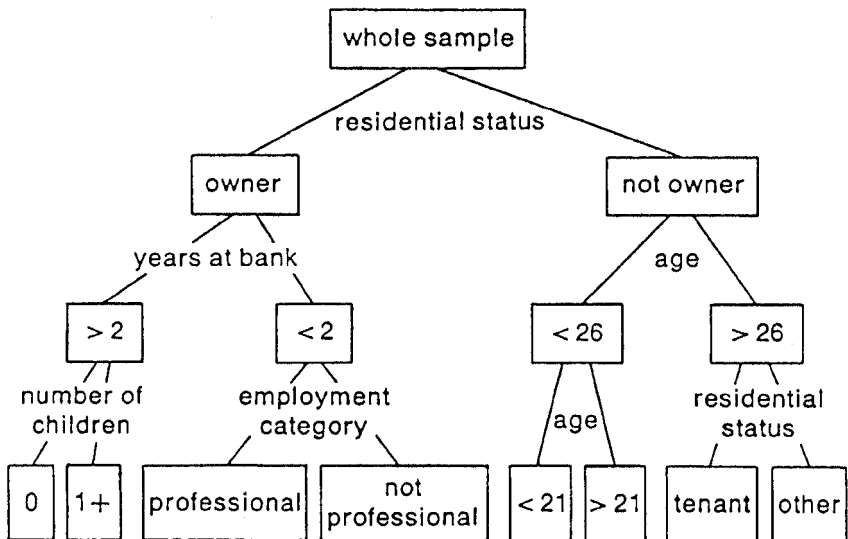 whole sample
residential status
owner
not owner
years at bank
age
> 2
< 2
< 26
> 26
number of
children
employment
category
age
residential
status
0
1+
professional
not
professional
< 21
> 21
tenant
other